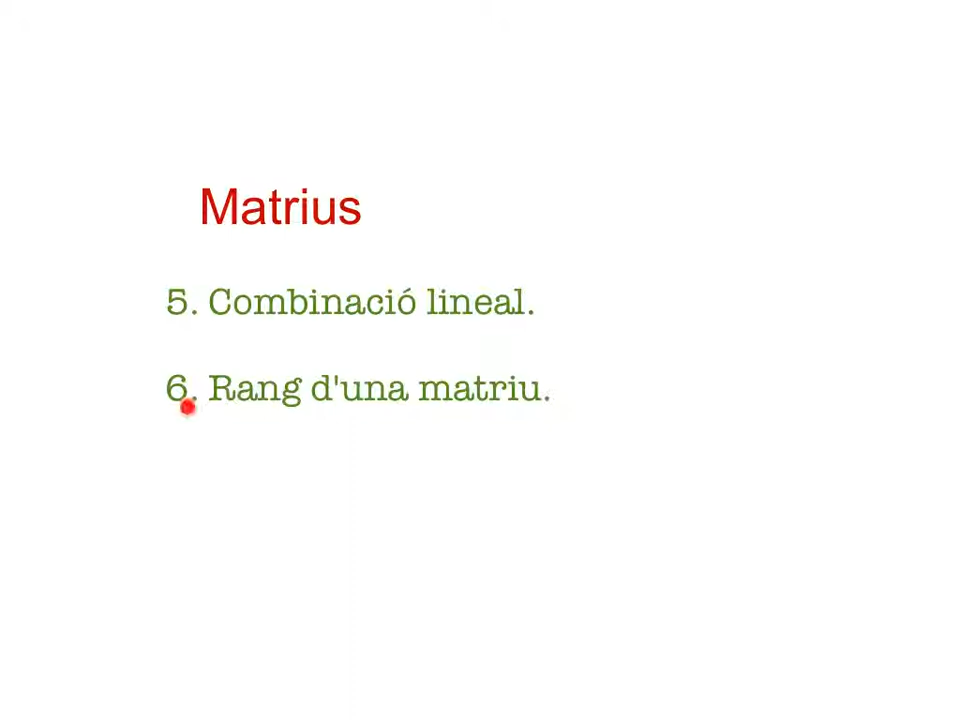 Matrius
5. Combinació lineal.
6. Rang d'una matriu.